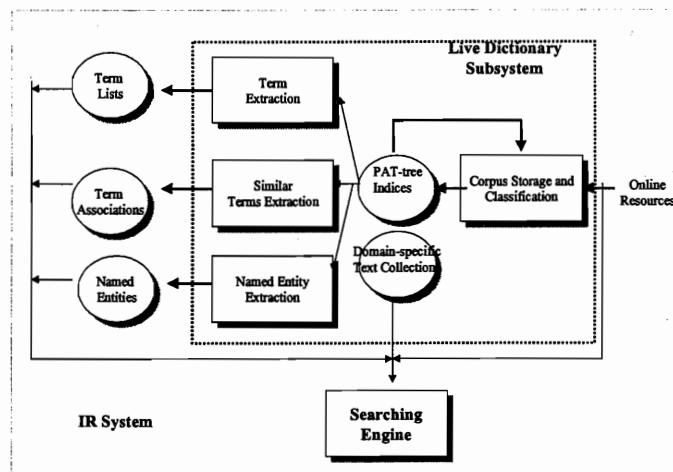 Live Dictionary
Subsystem
Term
Lists
Term
Extraction
Term
Associations
Similar
Terms Extraction
PAT-tree
Indices
Corpus Storage and
Classification
Online
Resources
Domain-specific
Text Collection
Named
Entities
Named Entity
Extraction
IR System
Searching
Engine